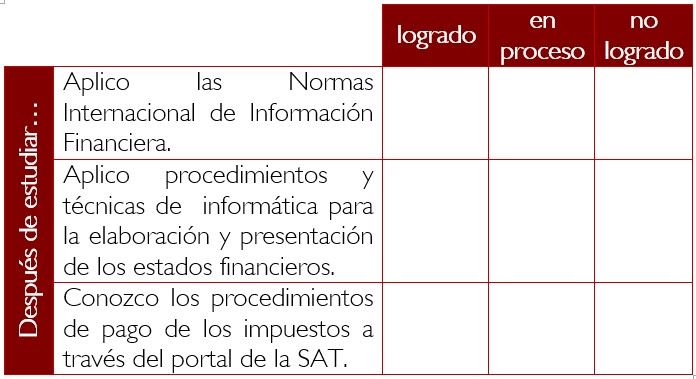 logrado
en
proceso
no
logrado
Después de estudiar…
Aplico las Normas
Internacional de Información
Financiera.
Aplico procedimientos y
técnicas de informática para
la elaboración y presentación
de los estados financieros.
Conozco los procedimientos
de pago de los impuestos a
través del portal de la SAT.